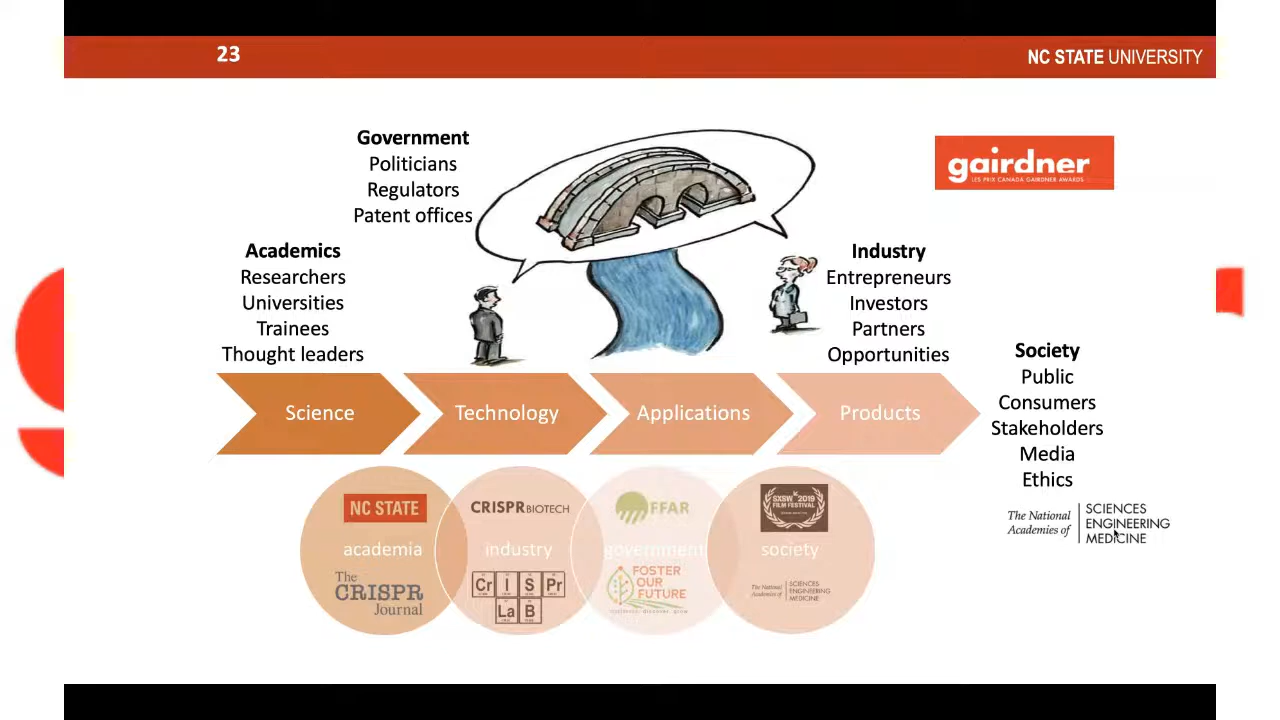 23
NC STATE UNIVERSITY
Government
Politicians
Regulators
Patent offices
gairdner
LES PRIX CANADA GAIRDNER AWARDS
Academics
Researchers
Universities
Trainees
Thought leaders
Industry
Entrepreneurs
Investors
Partners
Opportunities
Society
Public
Consumers
Stakeholders
Media
Ethics
The National
Academies of
SCIENCES
ENGINEERING
MEDICINE
Science
Technology
Applications
Products
NC STATE
academia
The
CRISPR
Journal
CRISPR BIOTECH
industry
Cr I S Pr
La B
FFAR
government
FOSTER
OUR
FUTURE
SXSW 2019
FILM FESTIVAL
society
The National
Academies of
SCIENCES
ENGINEERING
MEDICINE